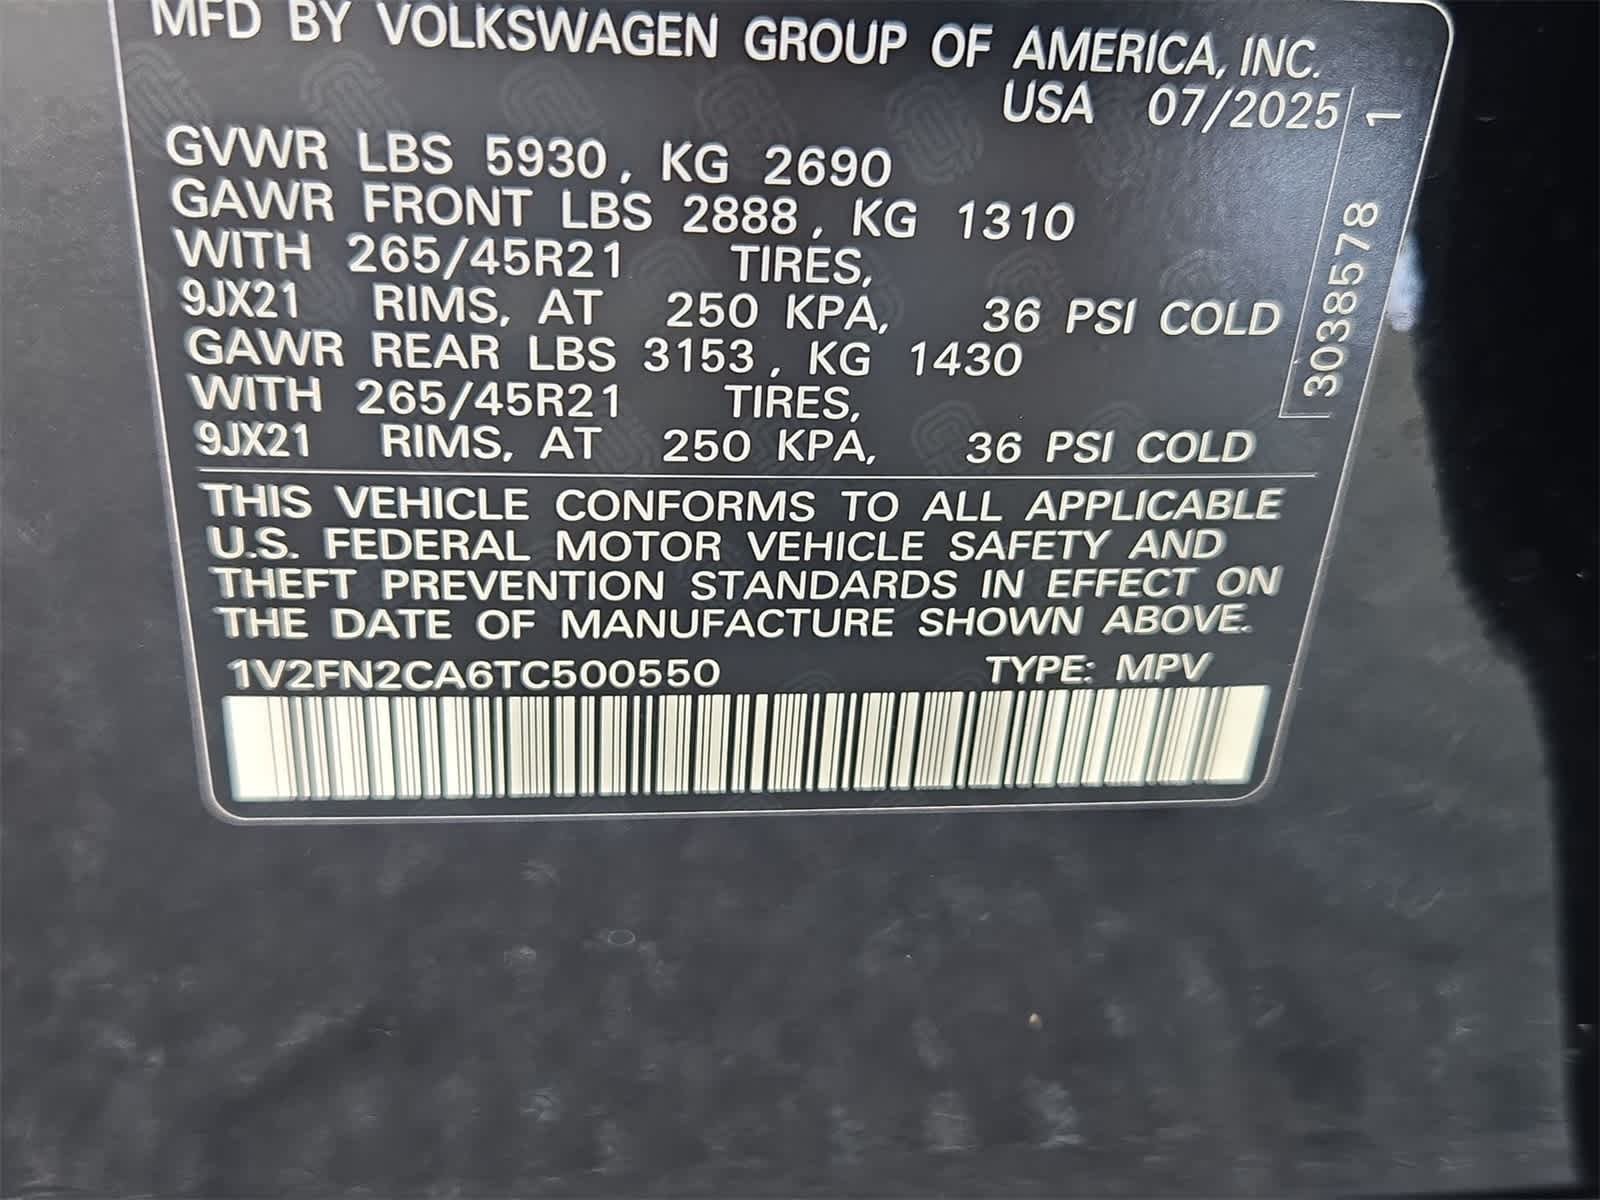 MFD BY VOLKSWAGEN GROUP OF AMERICA, INC.
USA 07/2025
GVWR LBS 5930, KG 2690
GAWR FRONT LBS 2888, KG 1310
WITH 265/45R21 TIRES,
9JX21 RIMS, AT 250 KPA, 36 PSI COLD
GAWR REAR LBS 3153, KG 1430
WITH 265/45R21 TIRES,
9JX21 RIMS, AT 250 KPA, 36 PSI COLD
THIS VEHICLE CONFORMS TO ALL APPLICABLE
U.S. FEDERAL MOTOR VEHICLE SAFETY AND
THEFT PREVENTION STANDARDS IN EFFECT ON
THE DATE OF MANUFACTURE SHOWN ABOVE.
1V2FN2CA6TC500550 TYPE: MPV
3038578 1